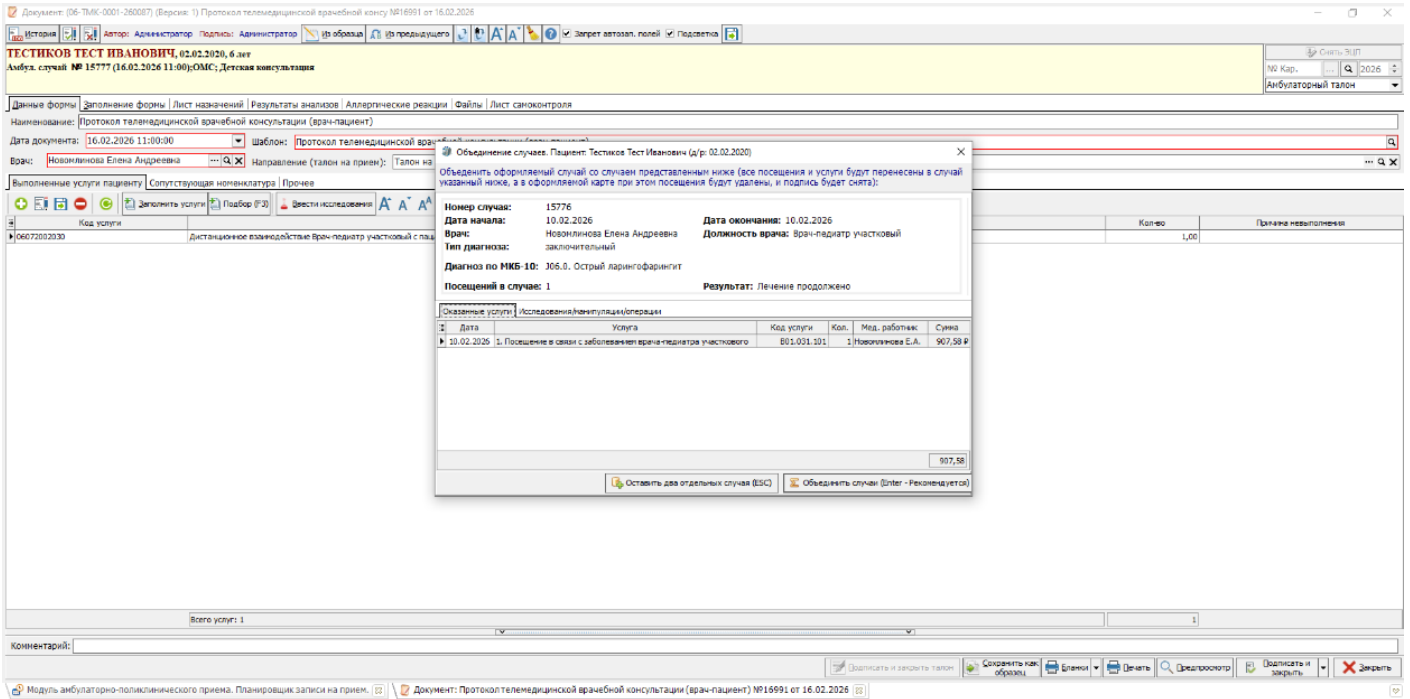 Документ: (06-ТМК-0001-260087) (Версия: 1) Протокол телемедицинской врачебной консу №16991 от 16.02.2026
История Автор: Администратор Подпись: Администратор Из образца Из предыдущего Запрет автозап. полей Подсветка
ТЕСТИКОВ ТЕСТ ИВАНОВИЧ, 02.02.2020, 6 лет
Снять ЭЦП
Амбул. случай № 15777 (16.02.2026 11:00);ОМС; Детская консультация
№ Кар. ... 2026
Амбулаторный талон
Данные формы Заполнение формы Лист назначений Результаты анализов Аллергические реакции Файлы Лист самоконтроля
Наименование: Протокол телемедицинской врачебной консультации (врач-пациент)
Дата документа: 16.02.2026 11:00:00 Шаблон: Протокол телемедицинской врачебной консультации (врач-пациент)
Врач: Новомлинова Елена Андреевна ... Направление (талон на прием): Талон на ...
Выполненные услуги пациенту Сопутствующая номенклатура Прочее
Заполнить услуги Подбор (F3) Ввести исследования
Код услуги Кол-во Причина невыполнения
06072002030 Дистанционное взаимодействие Врач-педиатр участковый с пац 1,00
Объединение случаев. Пациент: Тестиков Тест Иванович (д/р: 02.02.2020)
Объеденить оформляемый случай со случаем представленным ниже (все посещения и услуги будут перенесены в случай
указанный ниже, а в оформляемой карте при этом посещения будут удалены, и подпись будет снята):
Номер случая: 15776
Дата начала: 10.02.2026 Дата окончания: 10.02.2026
Врач: Новомлинова Елена Андреевна Должность врача: Врач-педиатр участковый
Тип диагноза: заключительный
Диагноз по МКБ-10: J06.0. Острый ларингофарингит
Посещений в случае: 1 Результат: Лечение продолжено
Оказанные услуги Исследования/манипуляции/операции
Дата Услуга Код услуги Кол. Мед. работник Сумма
10.02.2026 1. Посещение в связи с заболеванием врача-педиатра участкового B01.031.101 1 Новомлинова Е.А. 907,58 ₽
907,58
Оставить два отдельных случая (ESC) Объединить случаи (Enter - Рекомендуется)
Всего услуг: 1 1
Комментарий:
Подписать и закрыть талон Сохранить как образец Бланки Печать Предпросмотр Подписать и закрыть Закрыть
Модуль амбулаторно-поликлинического приема. Планировщик записи на прием. Документ: Протокол телемедицинской врачебной консультации (врач-пациент) №16991 от 16.02.2026